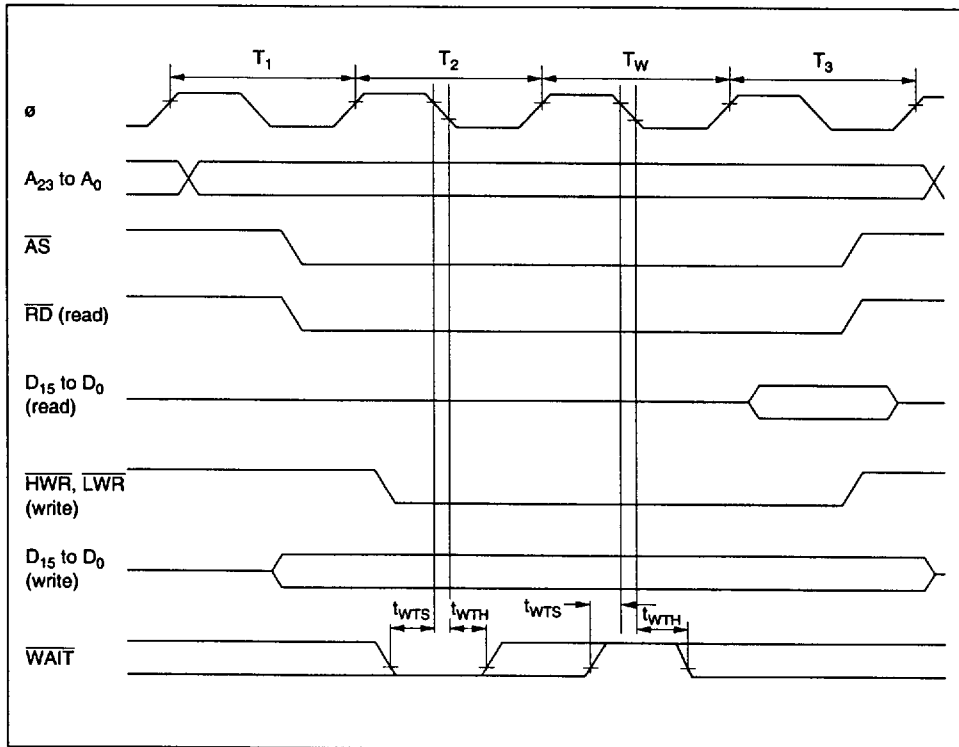 T1 T2 TW T3
ø
A23 to A0
AS
RD (read)
D15 to D0
(read)
HWR, LWR
(write)
D15 to D0
(write)
tWTS tWTH tWTS tWTH
WAIT